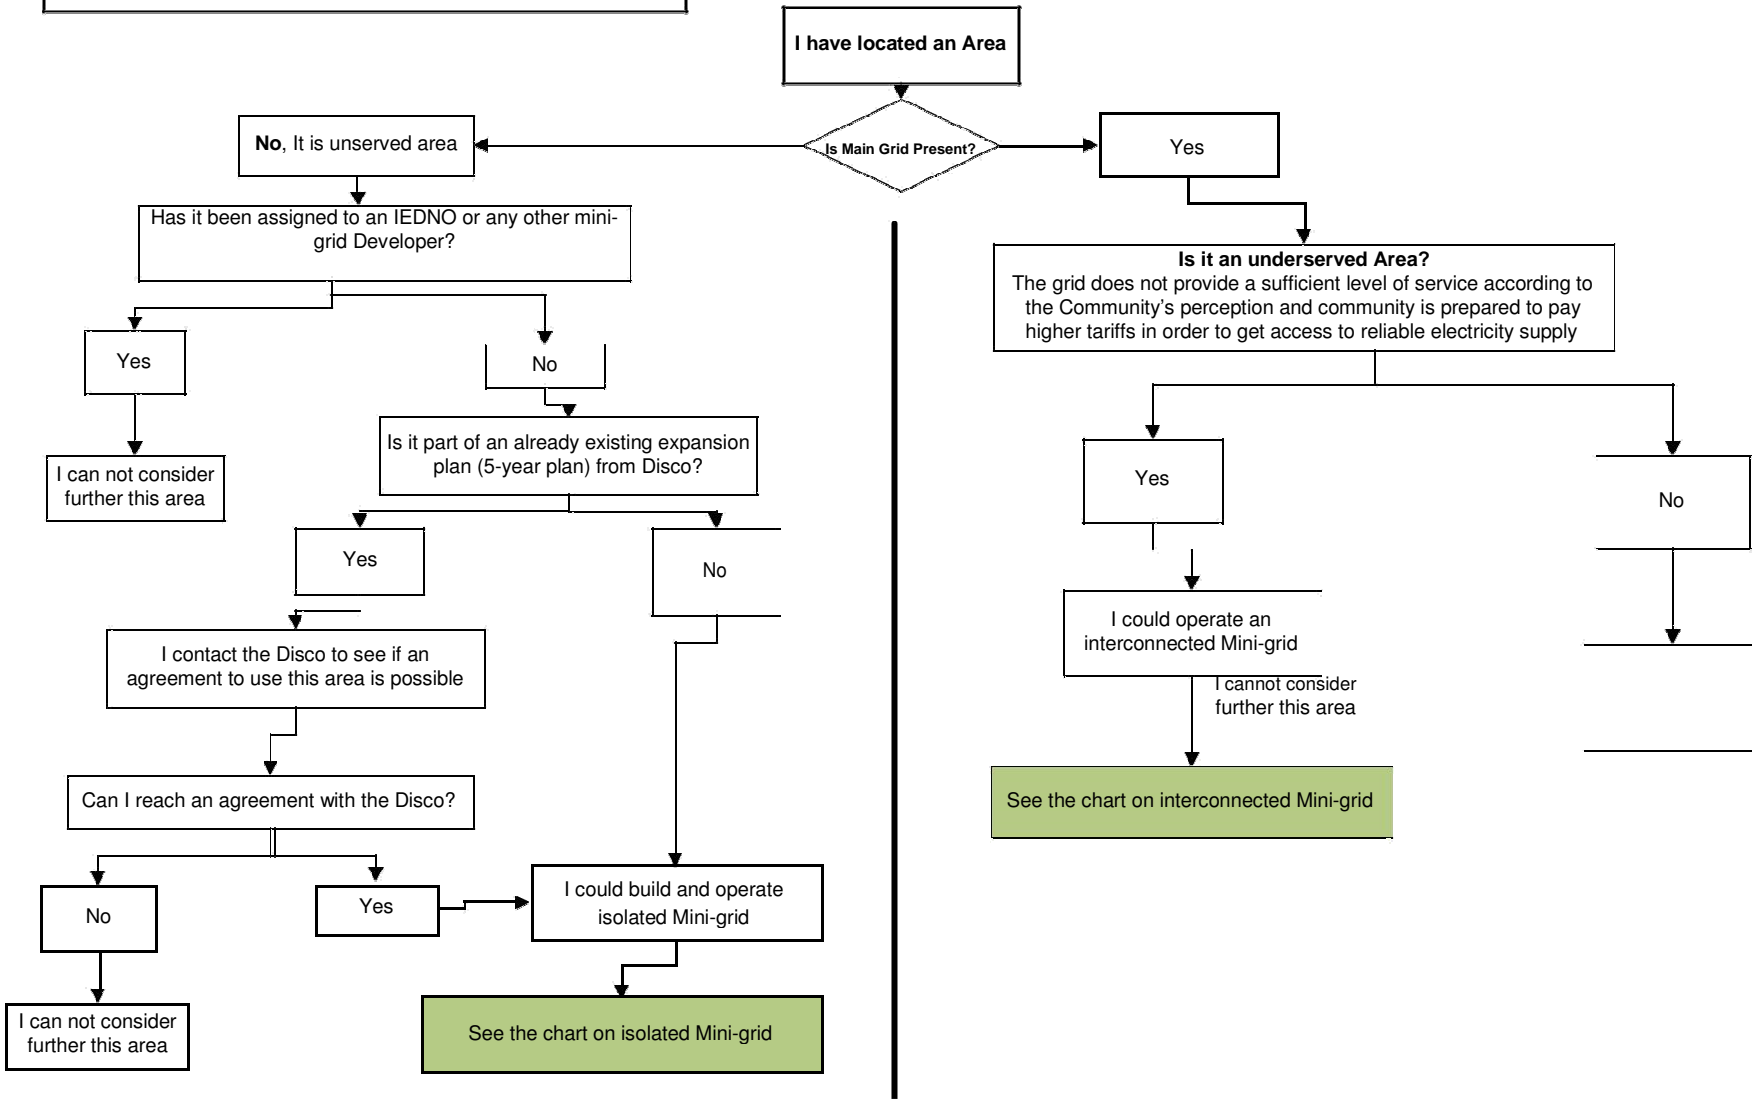 I have located an Area
Is Main Grid Present?
No, It is unserved area
Yes
Has it been assigned to an IEDNO or any other mini-
grid Developer?
Is it an underserved Area?
The grid does not provide a sufficient level of service according to
the Community's perception and community is prepared to pay
higher tariffs in order to get access to reliable electricity supply
Yes
No
I can not consider
further this area
Is it part of an already existing expansion
plan (5-year plan) from Disco?
Yes
No
Yes
No
I could operate an
interconnected Mini-grid
I contact the Disco to see if an
agreement to use this area is possible
I cannot consider
further this area
Can I reach an agreement with the Disco?
See the chart on interconnected Mini-grid
No
Yes
I could build and operate
isolated Mini-grid
I can not consider
further this area
See the chart on isolated Mini-grid